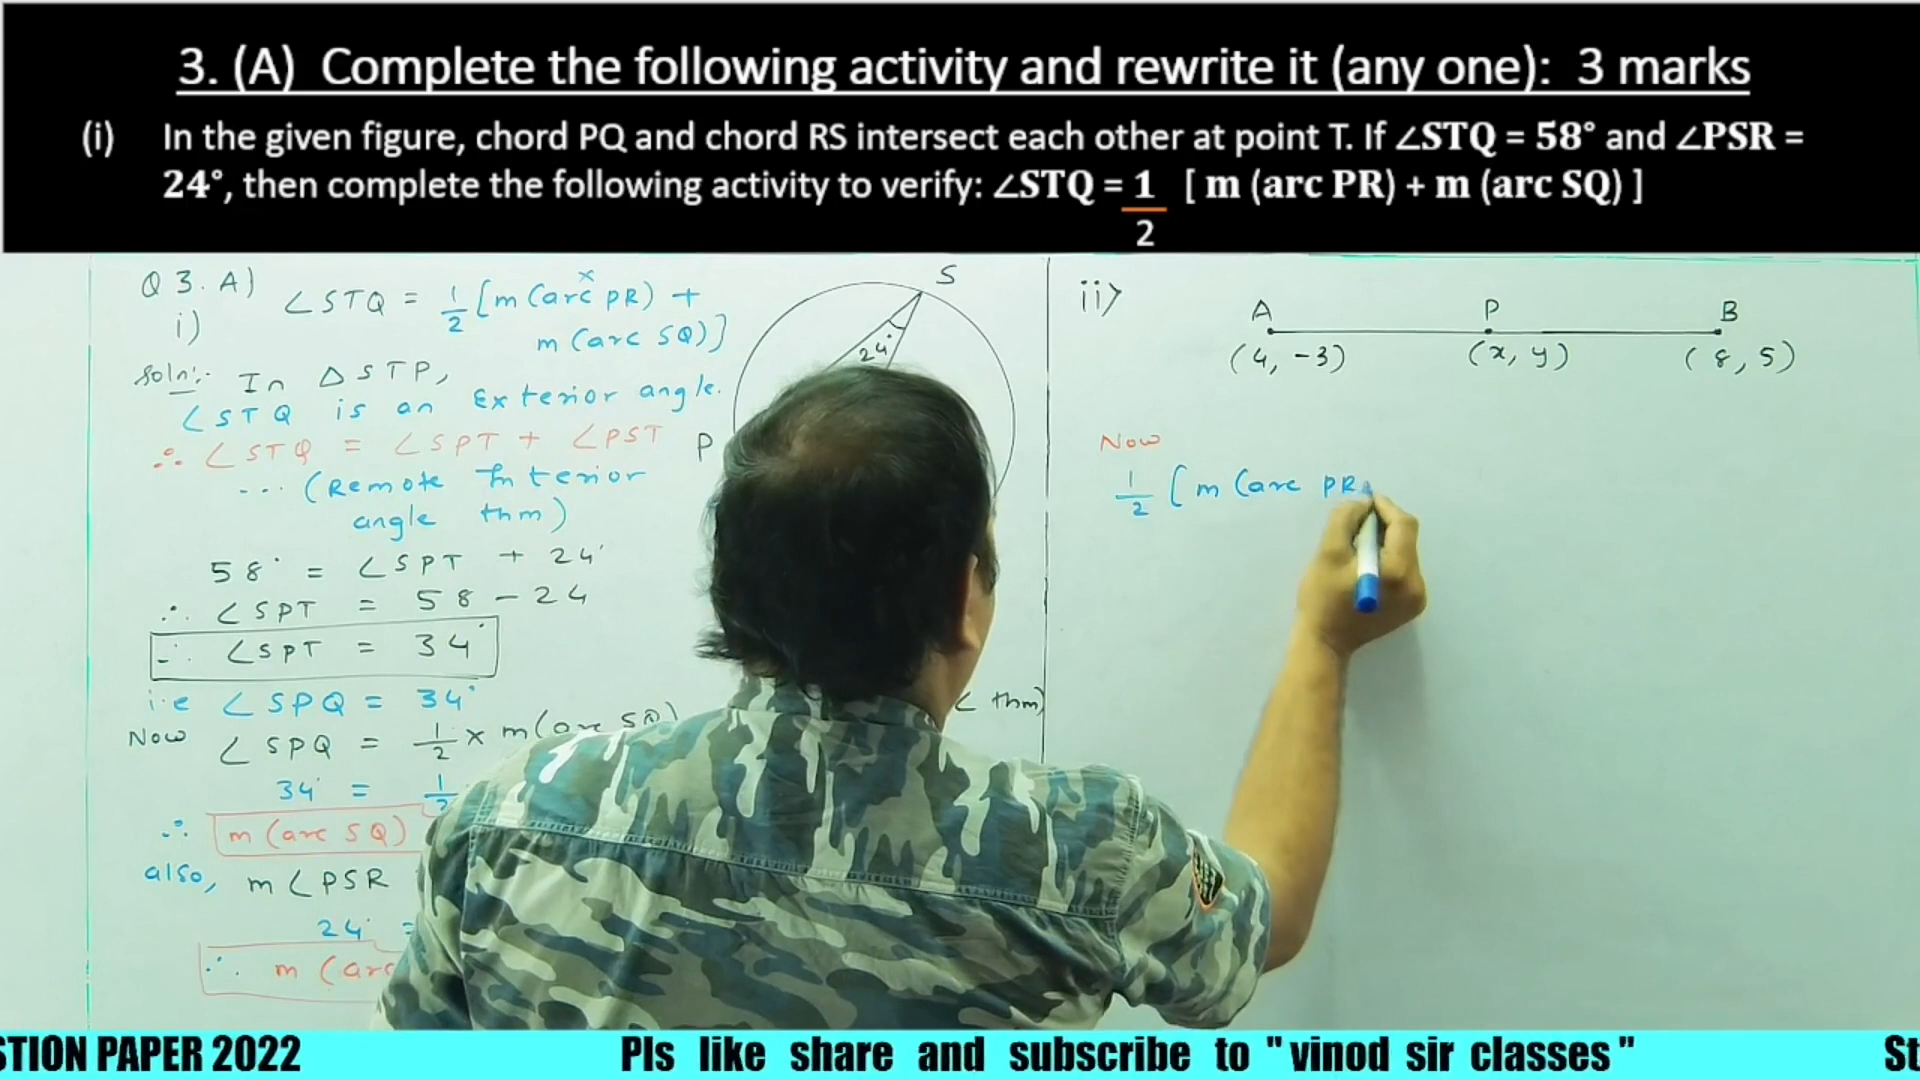 3. (A) Complete the following activity and rewrite it (any one): 3 marks
(i) In the given figure, chord PQ and chord RS intersect each other at point T. If ∠STQ = 58° and ∠PSR =
24°, then complete the following activity to verify: ∠STQ = 1/2 [ m (arc PR) + m (arc SQ) ]
Q 3. A)
i)
∠STQ = 1/2 [m (arc PR) +
m (arc SQ)]
Soln:- In △STP,
∠STQ is an Exterior angle.
∴ ∠STQ = ∠SPT + ∠PST
... (Remote Interior
angle thm)
58° = ∠SPT + 24°
∴ ∠SPT = 58 - 24
∴ ∠SPT = 34°
i.e ∠SPQ = 34°
Now ∠SPQ = 1/2 x m(arc SQ)
34° = 1/2
∴ m (arc SQ)
also, m∠PSR
24° =
∴ m (arc
S
24°
P
∠ thm)
ii)
A P B
(4, -3) (x, y) (8, 5)
Now
1/2 [m (arc PR
STION PAPER 2022 Pls like share and subscribe to "vinod sir classes" St